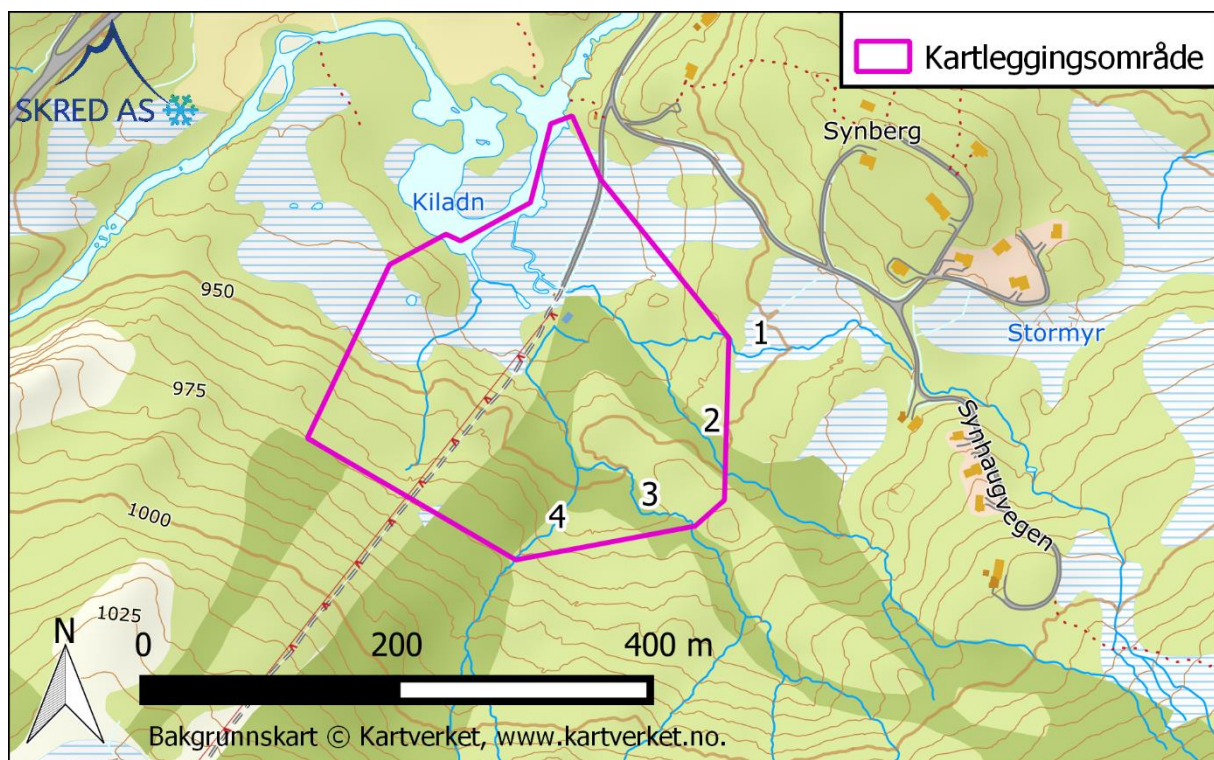 SKRED AS
Kartleggingsområde
Synberg
Kiladn
950
1
Stormyr
975
2
Synhaugvegen
3
1000
4
1025
N
0 200 400 m
Bakgrunnskart © Kartverket, www.kartverket.no.